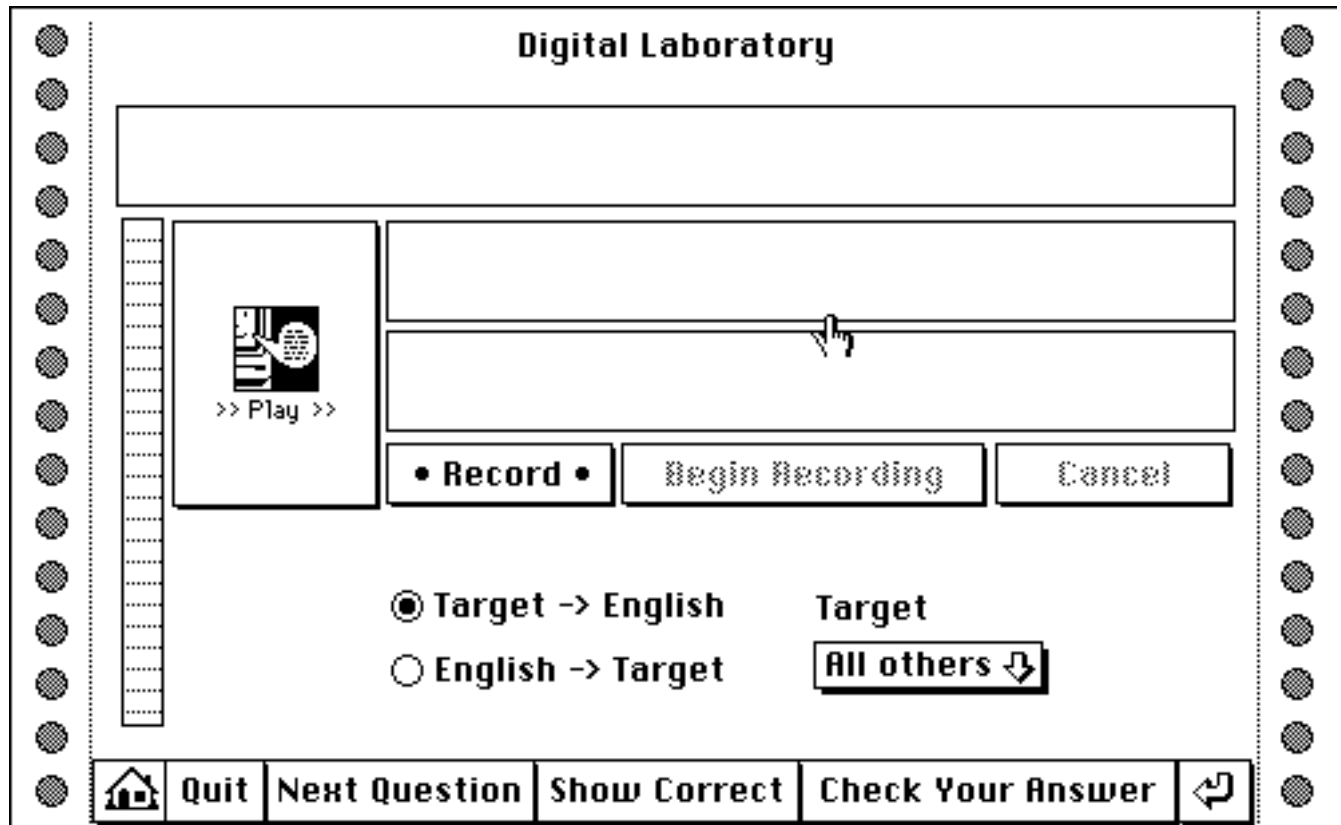 Digital Laboratory
>> Play >>
• Record •
Begin Recording
Cancel
Target -> English
Target
English -> Target
All others
Quit
Next Question
Show Correct
Check Your Answer